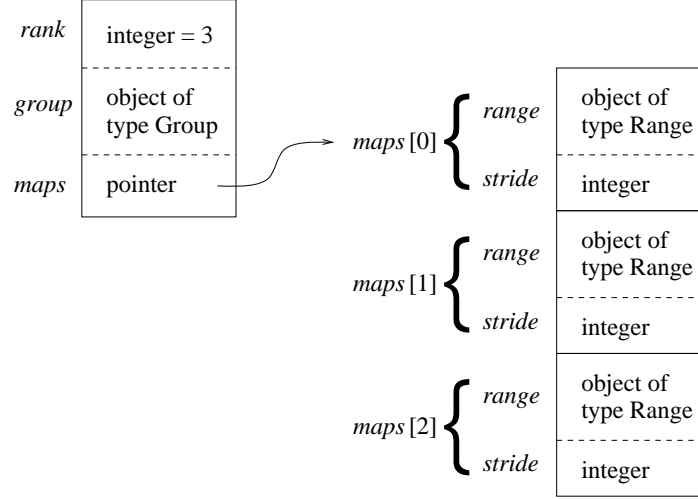 rank integer = 3
group object of
type Group
maps pointer
maps [0] { range object of
type Range
stride integer
maps [1] { range object of
type Range
stride integer
maps [2] { range object of
type Range
stride integer